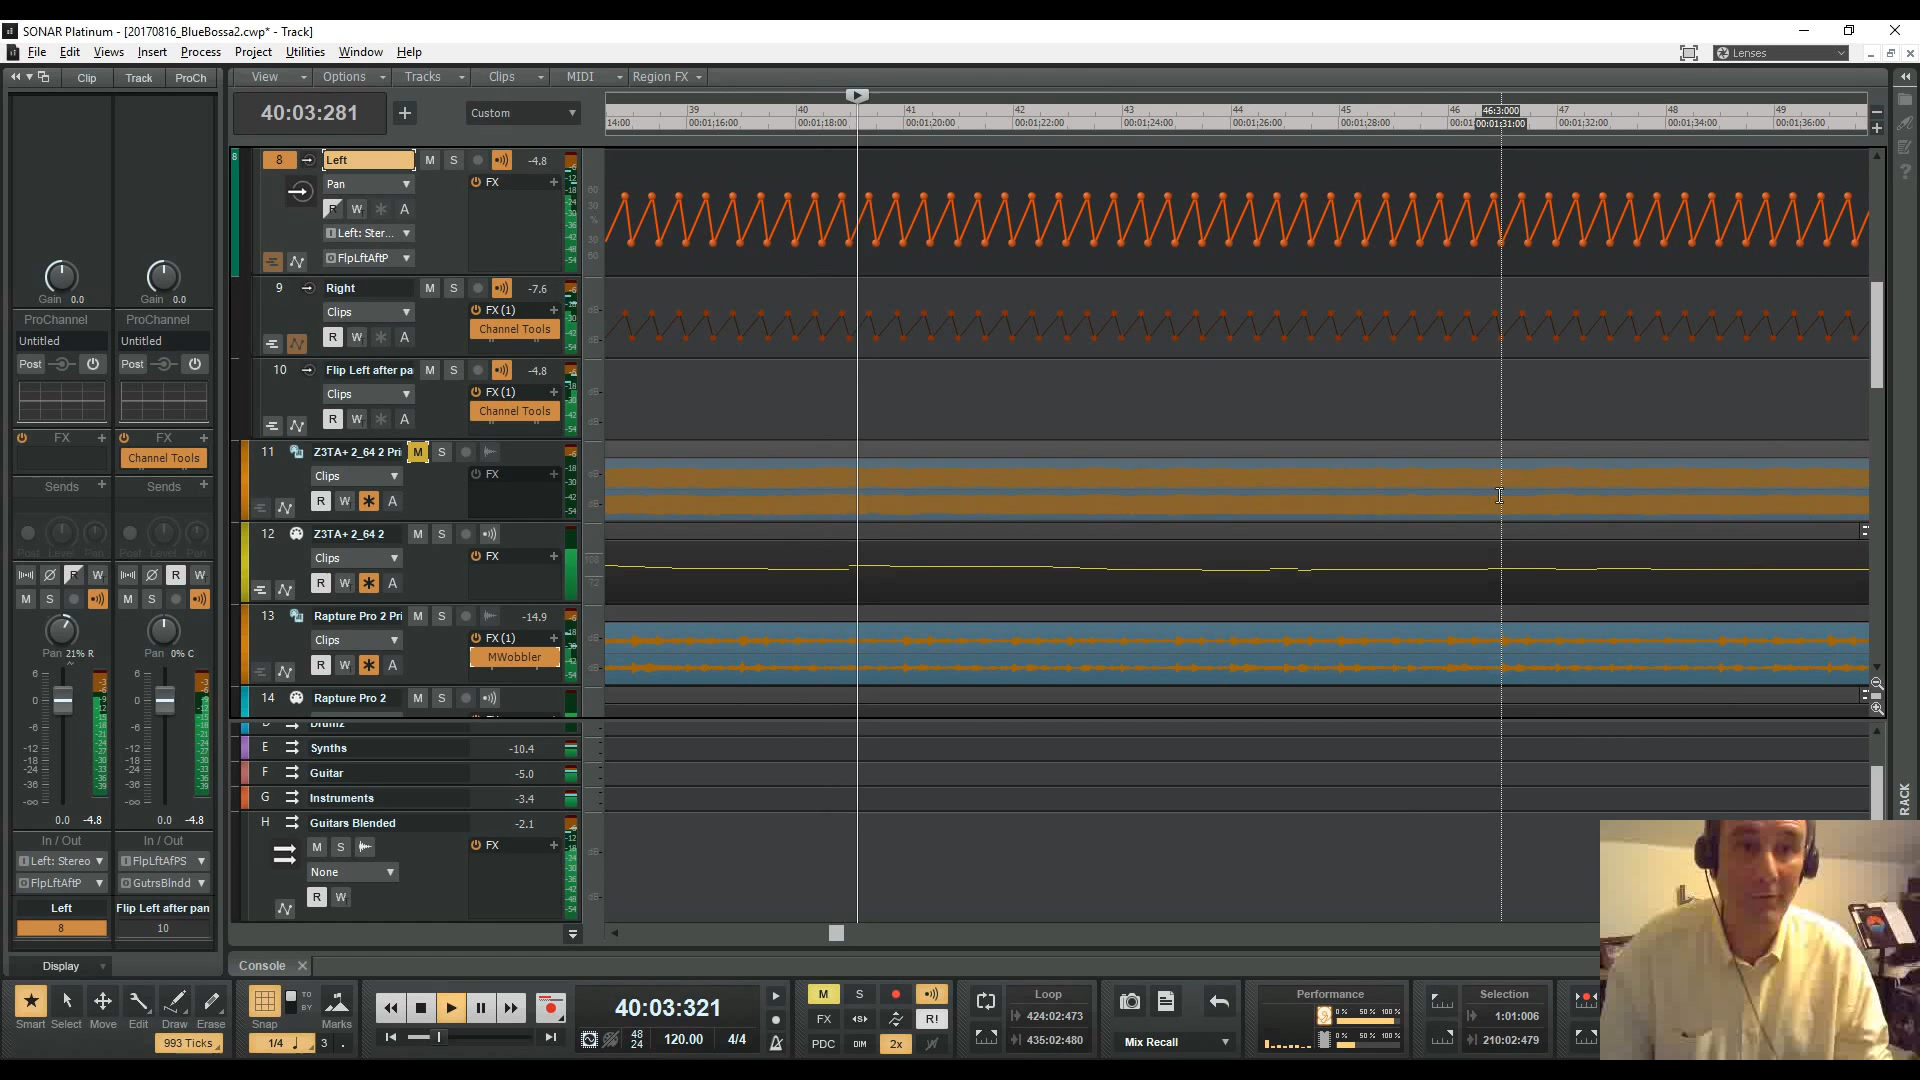 SONAR Platinum - [20170816_BlueBossa2.cwp* - Track]
File Edit Views Insert Process Project Utilities Window Help
Lenses
Clip Track ProCh
View Options Tracks Clips MIDI Region FX
40:03:281
Custom
39 40 41 42 43 44 45 46 46:3:000 47 48 49
14:00 00:01:16:00 00:01:18:00 00:01:20:00 00:01:22:00 00:01:24:00 00:01:26:00 00:01:28:00 00:01:31:00 00:01:32:00 00:01:34:00 00:01:36:00
8 Left M S -4.8
Pan FX
R W A
Left: Ster...
FlpLftAftP
9 Right M S -7.6
Clips FX (1)
R W A Channel Tools
10 Flip Left after pa M S -4.8
Clips FX (1)
R W A Channel Tools
11 Z3TA+ 2_64 2 Pri M S
Clips FX
R W A
12 Z3TA+ 2_64 2 M S
Clips FX
R W A
13 Rapture Pro 2 Pri M S -14.9
Clips FX (1)
R W A MWobbler
14 Rapture Pro 2 M S
E Synths -10.4
F Guitar -5.0
G Instruments -3.4
H Guitars Blended -2.1
M S FX
None
R W
Gain 0.0 Gain 0.0
ProChannel ProChannel
Untitled Untitled
Post Post
FX FX
Channel Tools
Sends Sends
Post Level Pan Post Level Pan
R W R W
M S M S
Pan 21% R Pan 0% C
0.0 -4.8 0.0 -4.8
In / Out In / Out
Left: Stereo FlpLftAfPS
FlpLftAftP GutrsBlndd
Left Flip Left after pan
8 10
Display
Console
RACK
Smart Select Move Edit Draw Erase
993 Ticks
Snap TO BY Marks
1/4 3
40:03:321
48 24 120.00 4/4
M S
FX R!
PDC DIM 2x
Loop
424:02:473
435:02:480
Mix Recall
Performance
0 % 50 % 100 %
0 % 50 % 100 %
Selection
1:01:006
210:02:479